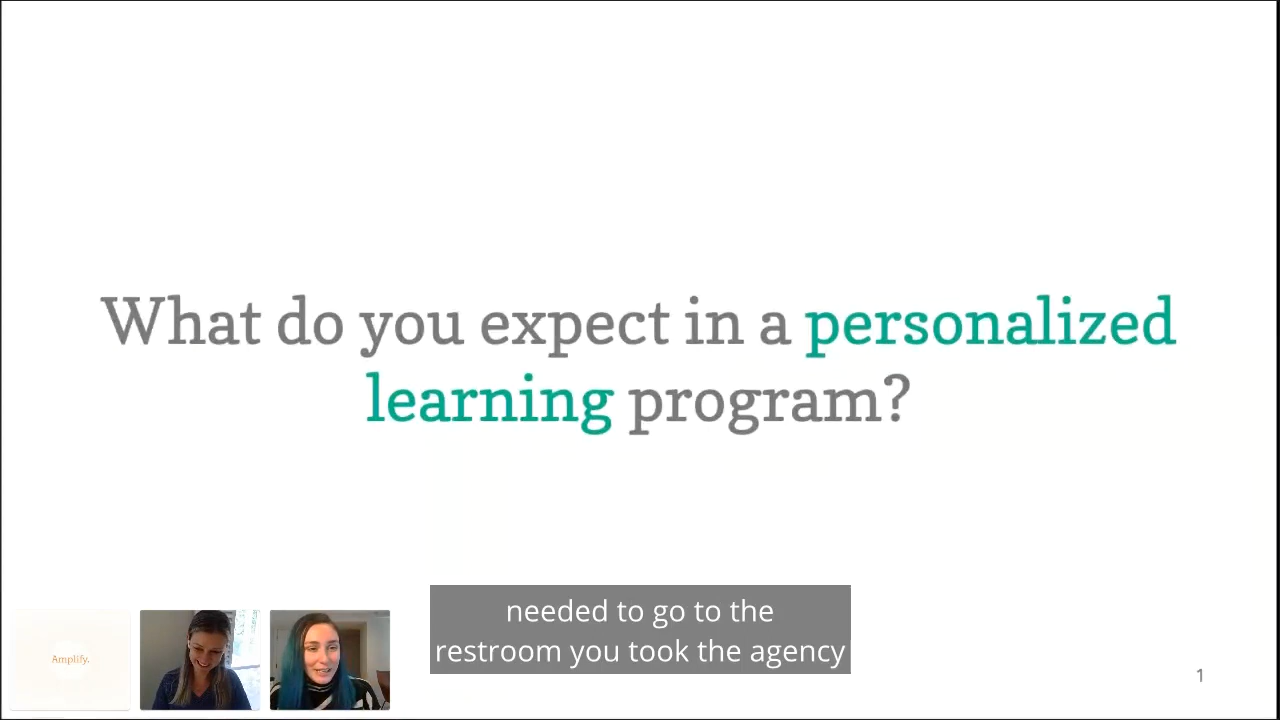 What do you expect in a personalized
learning program?
needed to go to the
restroom you took the agency
Amplify.
1